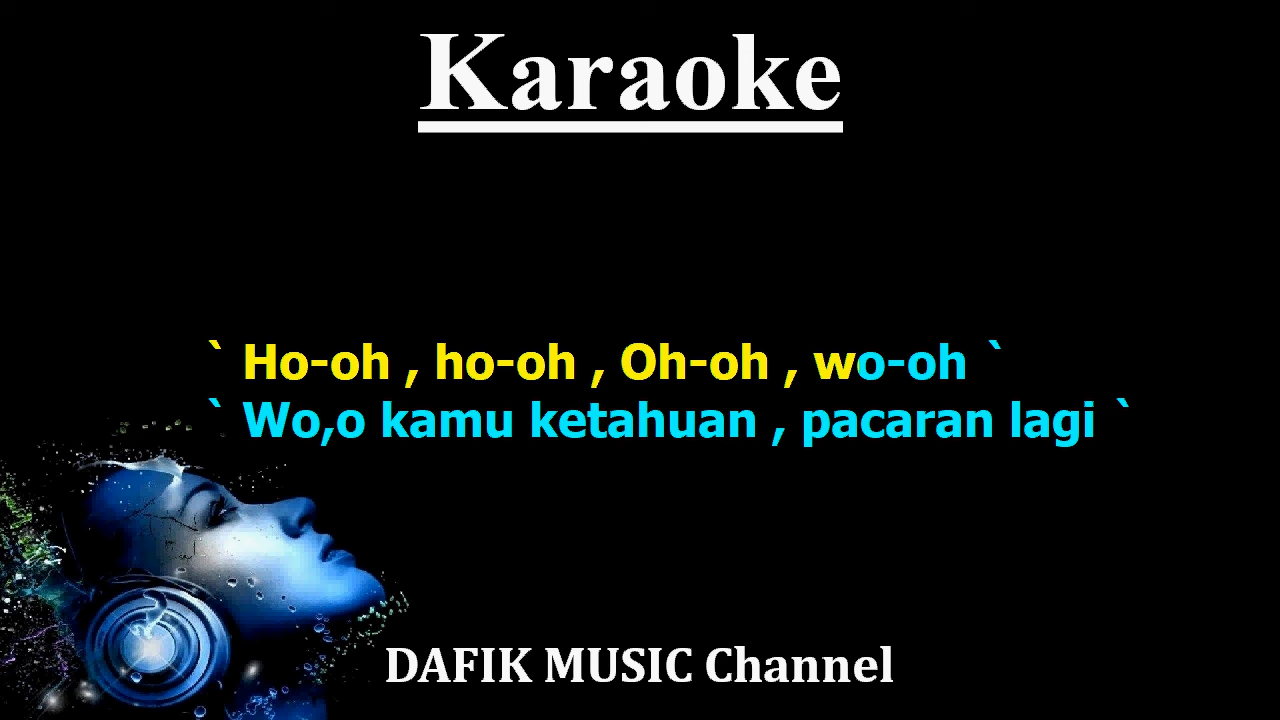 Karaoke
` Ho-oh , ho-oh , Oh-oh , wo-oh `
` Wo,o kamu ketahuan , pacaran lagi `
DAFIK MUSIC Channel